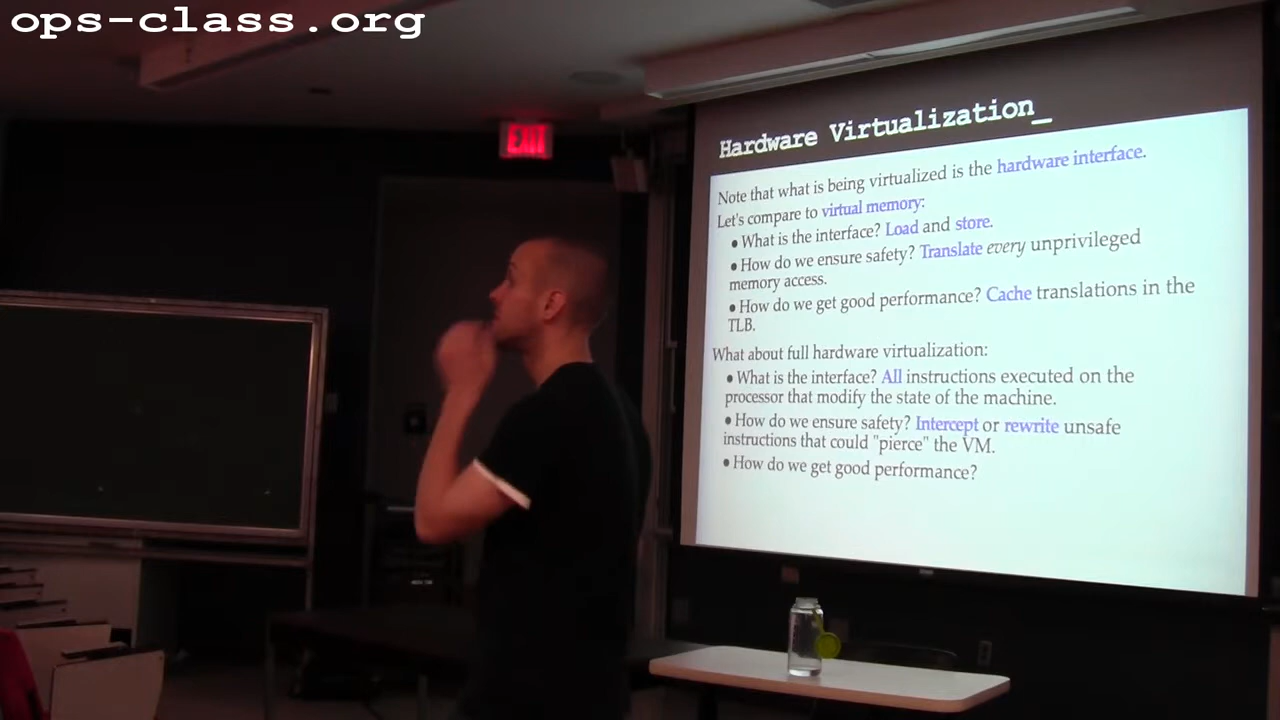 ops-class.org
EXIT
Hardware Virtualization_
Note that what is being virtualized is the hardware interface.
Let's compare to virtual memory:
• What is the interface? Load and store.
• How do we ensure safety? Translate every unprivileged
memory access.
• How do we get good performance? Cache translations in the
TLB.
What about full hardware virtualization:
• What is the interface? All instructions executed on the
processor that modify the state of the machine.
• How do we ensure safety? Intercept or rewrite unsafe
instructions that could "pierce" the VM.
• How do we get good performance?